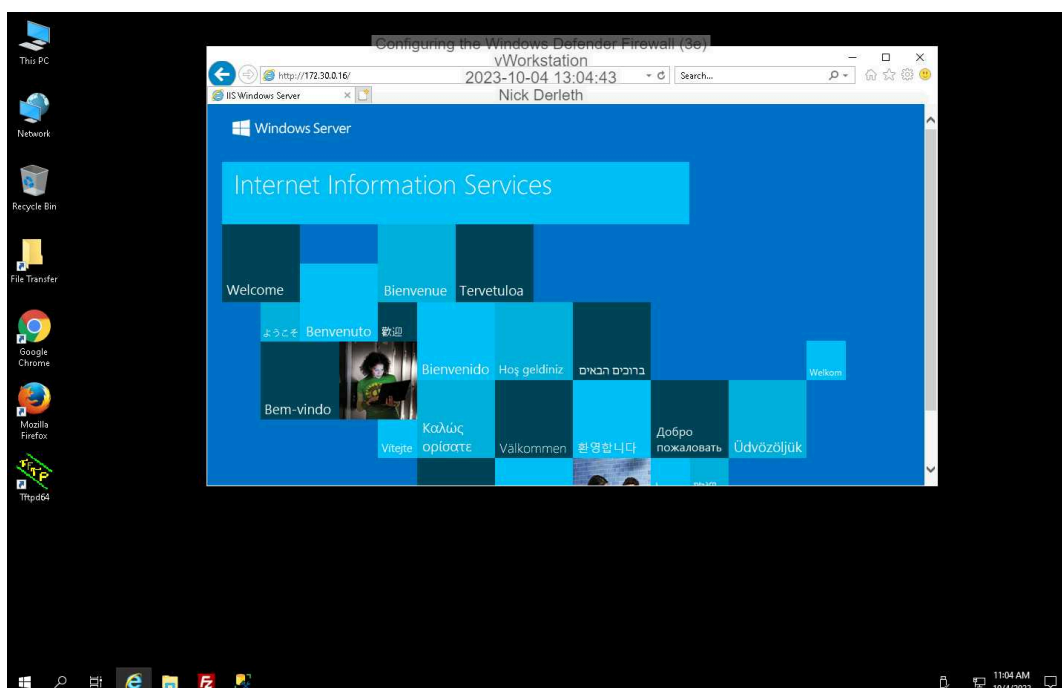 This PC
Network
Recycle Bin
File Transfer
Google
Chrome
Mozilla
Firefox
Tftpd64
Configuring the Windows Defender Firewall (3e)
vWorkstation
2023-10-04 13:04:43
Nick Derleth
http://172.30.0.16/
Search...
IIS Windows Server
Windows Server
Internet Information Services
Welcome
Bienvenue
Tervetuloa
ようこそ
Benvenuto
歡迎
Bienvenido
Hoş geldiniz
ברוכים הבאים
Welkom
Bem-vindo
Vítejte
Καλώς
ορίσατε
Välkommen
환영합니다
Добро
пожаловать
Üdvözöljük
11:04 AM
10/4/2023